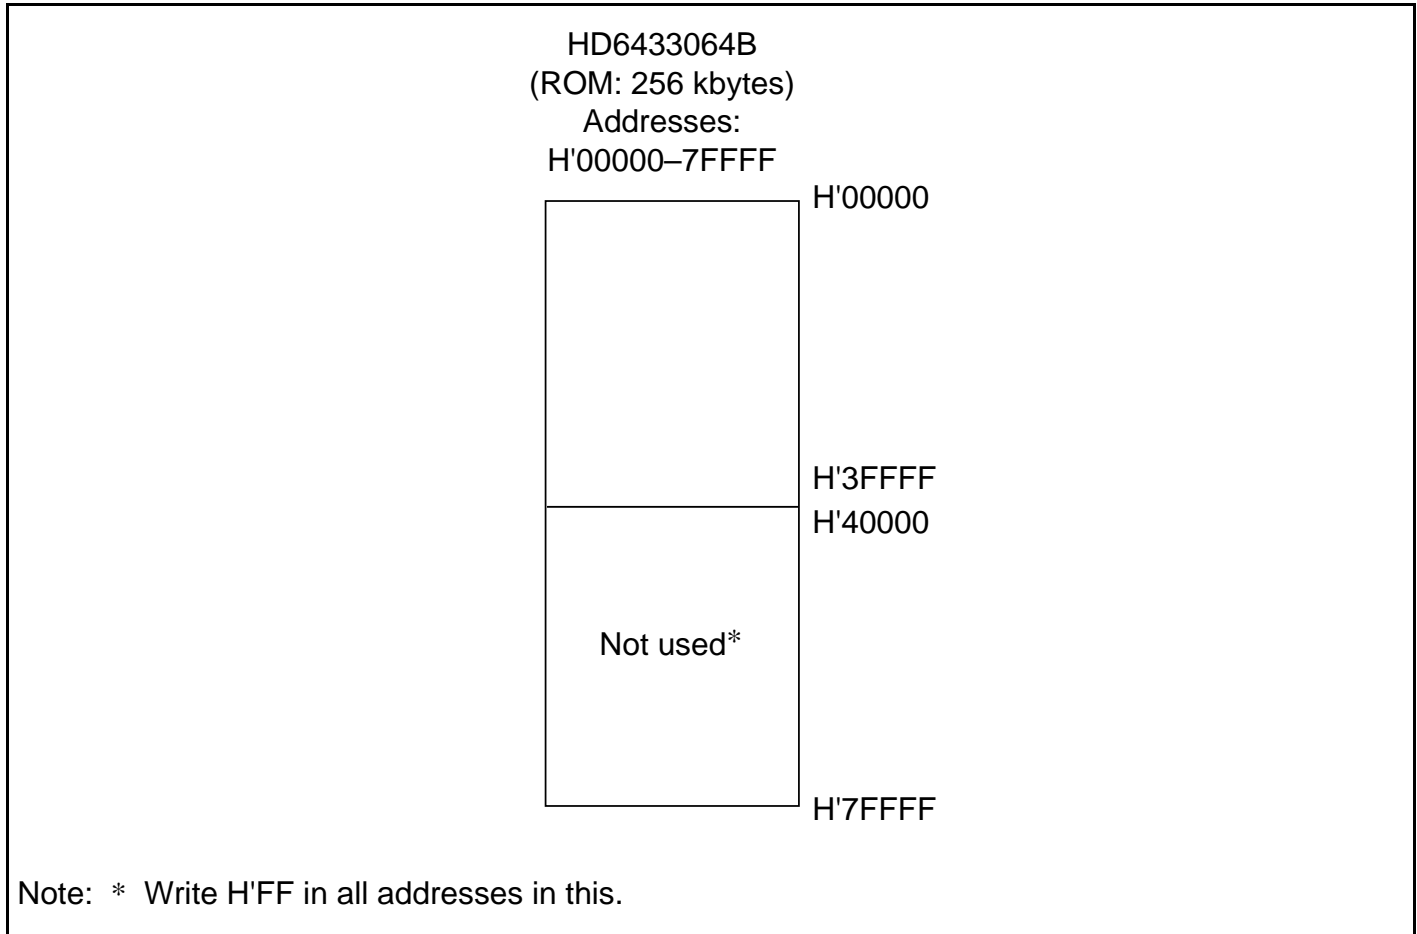 HD6433064B
(ROM: 256 kbytes)
Addresses:
H'00000–7FFFF
H'00000
H'3FFFF
H'40000
Not used*
H'7FFFF
Note: * Write H'FF in all addresses in this.